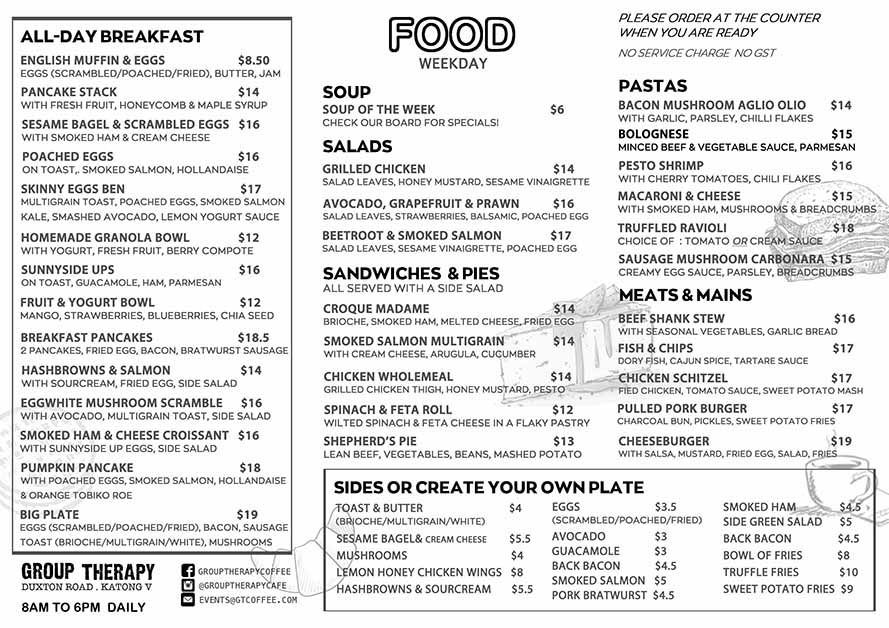 ALL-DAY BREAKFAST
ENGLISH MUFFIN & EGGS $8.50
EGGS (SCRAMBLED/POACHED/FRIED), BUTTER, JAM
PANCAKE STACK $14
WITH FRESH FRUIT, HONEYCOMB & MAPLE SYRUP
SESAME BAGEL & SCRAMBLED EGGS $16
WITH SMOKED HAM & CREAM CHEESE
POACHED EGGS $16
ON TOAST,. SMOKED SALMON, HOLLANDAISE
SKINNY EGGS BEN $17
MULTIGRAIN TOAST, POACHED EGGS, SMOKED SALMON
KALE, SMASHED AVOCADO, LEMON YOGURT SAUCE
HOMEMADE GRANOLA BOWL $12
WITH YOGURT, FRESH FRUIT, BERRY COMPOTE
SUNNYSIDE UPS $16
ON TOAST, GUACAMOLE, HAM, PARMESAN
FRUIT & YOGURT BOWL $12
MANGO, STRAWBERRIES, BLUEBERRIES, CHIA SEED
BREAKFAST PANCAKES $18.5
2 PANCAKES, FRIED EGG, BACON, BRATWURST SAUSAGE
HASHBROWNS & SALMON $14
WITH SOURCREAM, FRIED EGG, SIDE SALAD
EGGWHITE MUSHROOM SCRAMBLE $16
WITH AVOCADO, MULTIGRAIN TOAST, SIDE SALAD
SMOKED HAM & CHEESE CROISSANT $16
WITH SUNNYSIDE UP EGGS, SIDE SALAD
PUMPKIN PANCAKE $18
WITH POACHED EGGS, SMOKED SALMON, HOLLANDAISE
& ORANGE TOBIKO ROE
BIG PLATE $19
EGGS (SCRAMBLED/POACHED/FRIED), BACON, SAUSAGE
TOAST (BRIOCHE/MULTIGRAIN/WHITE), MUSHROOMS
GROUP THERAPY
DUXTON ROAD . KATONG V
8AM TO 6PM DAILY
GROUPTHERAPYCOFFEE
@GROUPTHERAPYCAFE
EVENTS@GTCOFFEE.COM
FOOD
WEEKDAY
SOUP
SOUP OF THE WEEK $6
CHECK OUR BOARD FOR SPECIALS!
SALADS
GRILLED CHICKEN $14
SALAD LEAVES, HONEY MUSTARD, SESAME VINAIGRETTE
AVOCADO, GRAPEFRUIT & PRAWN $16
SALAD LEAVES, STRAWBERRIES, BALSAMIC, POACHED EGG
BEETROOT & SMOKED SALMON $17
SALAD LEAVES, SESAME VINAIGRETTE, POACHED EGG
SANDWICHES & PIES
ALL SERVED WITH A SIDE SALAD
CROQUE MADAME $14
BRIOCHE, SMOKED HAM, MELTED CHEESE, FRIED EGG
SMOKED SALMON MULTIGRAIN $14
WITH CREAM CHEESE, ARUGULA, CUCUMBER
CHICKEN WHOLEMEAL $14
GRILLED CHICKEN THIGH, HONEY MUSTARD, PESTO
SPINACH & FETA ROLL $12
WILTED SPINACH & FETA CHEESE IN A FLAKY PASTRY
SHEPHERD'S PIE $13
LEAN BEEF, VEGETABLES, BEANS, MASHED POTATO
PLEASE ORDER AT THE COUNTER
WHEN YOU ARE READY
NO SERVICE CHARGE NO GST
PASTAS
BACON MUSHROOM AGLIO OLIO $14
WITH GARLIC, PARSLEY, CHILLI FLAKES
BOLOGNESE $15
MINCED BEEF & VEGETABLE SAUCE, PARMESAN
PESTO SHRIMP $16
WITH CHERRY TOMATOES, CHILI FLAKES
MACARONI & CHEESE $15
WITH SMOKED HAM, MUSHROOMS & BREADCRUMBS
TRUFFLED RAVIOLI $18
CHOICE OF : TOMATO OR CREAM SAUCE
SAUSAGE MUSHROOM CARBONARA $15
CREAMY EGG SAUCE, PARSLEY, BREADCRUMBS
MEATS & MAINS
BEEF SHANK STEW $16
WITH SEASONAL VEGETABLES, GARLIC BREAD
FISH & CHIPS $17
DORY FISH, CAJUN SPICE, TARTARE SAUCE
CHICKEN SCHITZEL $17
FIED CHICKEN, TOMATO SAUCE, SWEET POTATO MASH
PULLED PORK BURGER $17
CHARCOAL BUN, PICKLES, SWEET POTATO FRIES
CHEESEBURGER $19
WITH SALSA, MUSTARD, FRIED EGG, SALAD, FRIES
SIDES OR CREATE YOUR OWN PLATE
TOAST & BUTTER $4
(BRIOCHE/MULTIGRAIN/WHITE)
SESAME BAGEL& CREAM CHEESE $5.5
MUSHROOMS $4
LEMON HONEY CHICKEN WINGS $8
HASHBROWNS & SOURCREAM $5.5
EGGS $3.5
(SCRAMBLED/POACHED/FRIED)
AVOCADO $3
GUACAMOLE $3
BACK BACON $4.5
SMOKED SALMON $5
PORK BRATWURST $4.5
SMOKED HAM $4.5
SIDE GREEN SALAD $5
BACK BACON $4.5
BOWL OF FRIES $8
TRUFFLE FRIES $10
SWEET POTATO FRIES $9